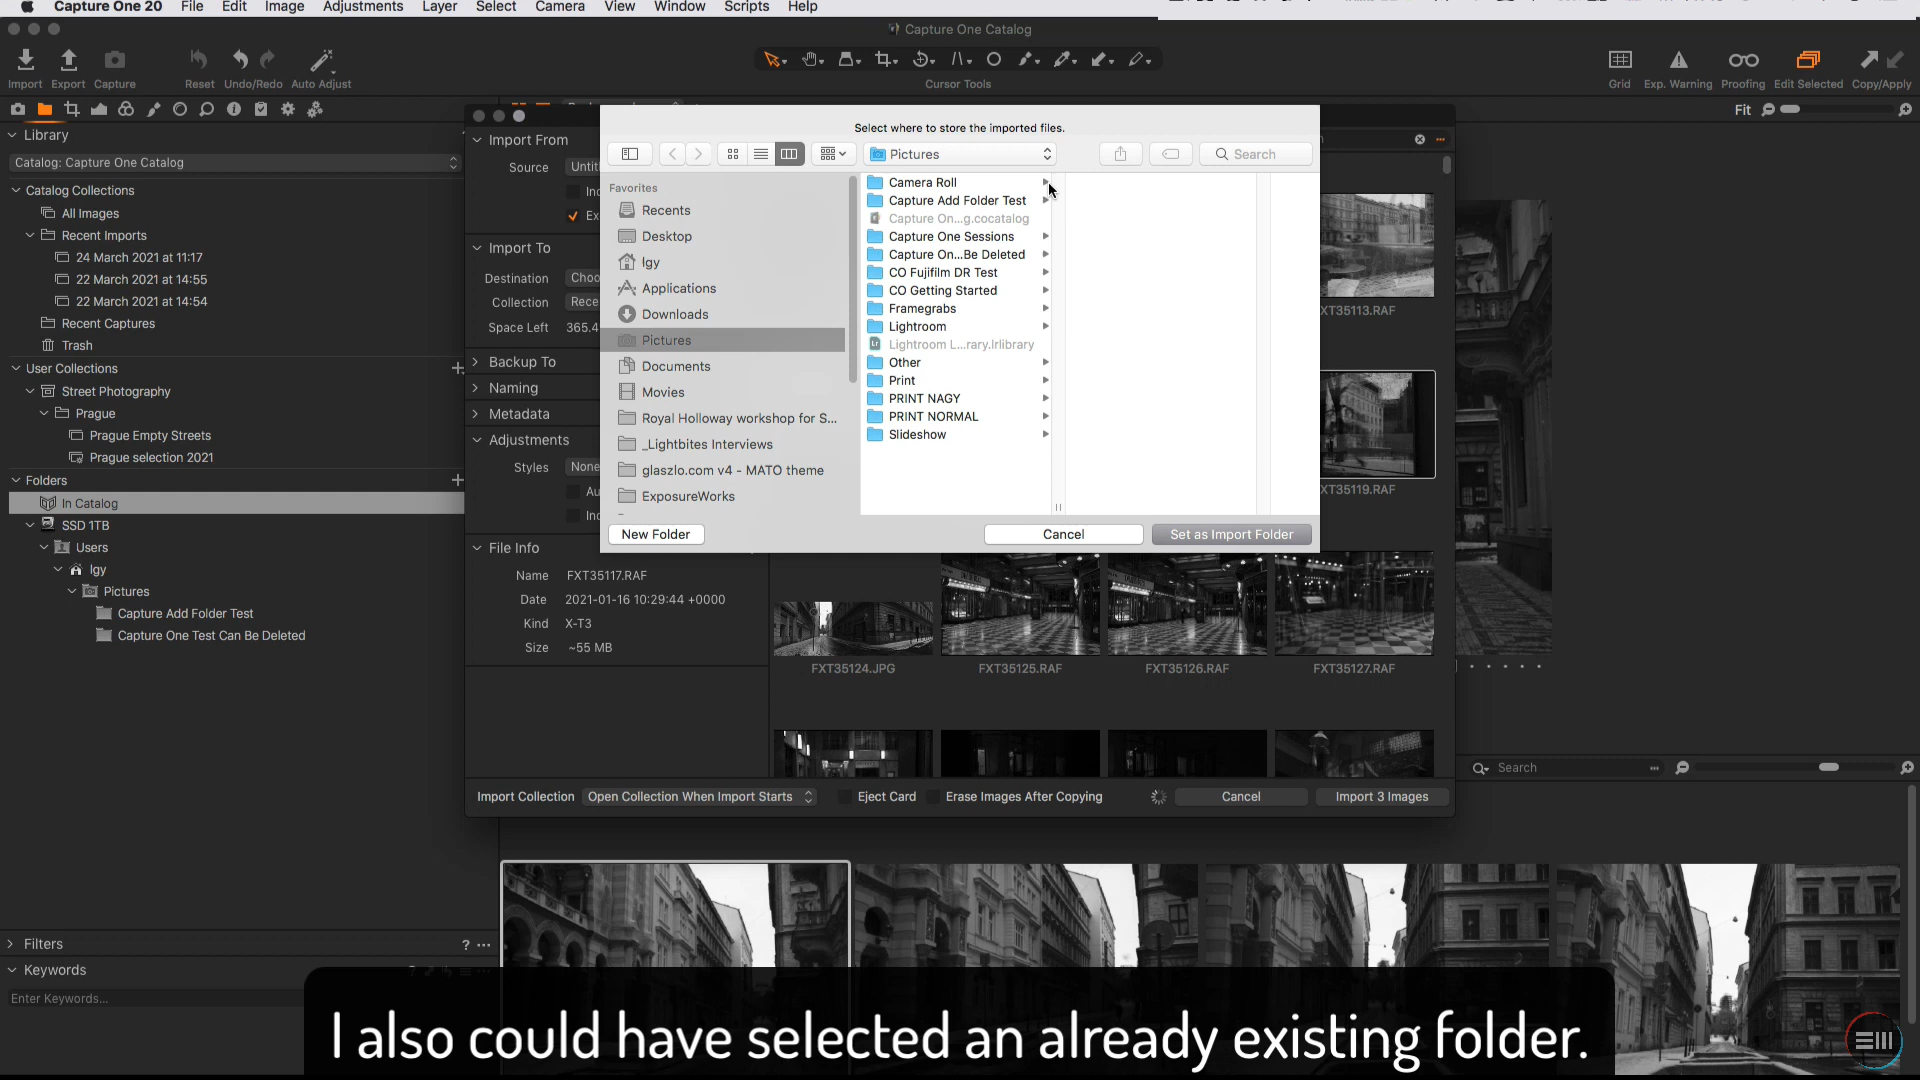 Capture One 20 File Edit Image Adjustments Layer Select Camera View Window Scripts Help
Capture One Catalog
Import Export Capture Reset Undo/Redo Auto Adjust Cursor Tools Grid Exp. Warning Proofing Edit Selected Copy/Apply
Fit
Library
Catalog: Capture One Catalog
Catalog Collections
All Images
Recent Imports
24 March 2021 at 11:17
22 March 2021 at 14:55
22 March 2021 at 14:54
Recent Captures
Trash
User Collections
Street Photography
Prague
Prague Empty Streets
Prague selection 2021
Folders
In Catalog
SSD 1TB
Users
lgy
Pictures
Capture Add Folder Test
Capture One Test Can Be Deleted
Filters ?
Keywords
Enter Keywords...
Import From
Source Untitl
Inc
Ex
Import To
Destination Choo
Collection Rece
Space Left 365.4
Backup To
Naming
Metadata
Adjustments
Styles None
Au
Inc
File Info
Name FXT35117.RAF
Date 2021-01-16 10:29:44 +0000
Kind X-T3
Size ~55 MB
Select where to store the imported files.
Pictures
Search
Favorites
Recents
Desktop
lgy
Applications
Downloads
Pictures
Documents
Movies
Royal Holloway workshop for S...
_Lightbites Interviews
glaszlo.com v4 - MATO theme
ExposureWorks
Camera Roll
Capture Add Folder Test
Capture On...g.cocatalog
Capture One Sessions
Capture On...Be Deleted
CO Fujifilm DR Test
CO Getting Started
Framegrabs
Lightroom
Lightroom L...rary.lrlibrary
Other
Print
PRINT NAGY
PRINT NORMAL
Slideshow
New Folder Cancel Set as Import Folder
XT35113.RAF
XT35119.RAF
FXT35124.JPG FXT35125.RAF FXT35126.RAF FXT35127.RAF
Import Collection Open Collection When Import Starts Eject Card Erase Images After Copying Cancel Import 3 Images
Search
I also could have selected an already existing folder.